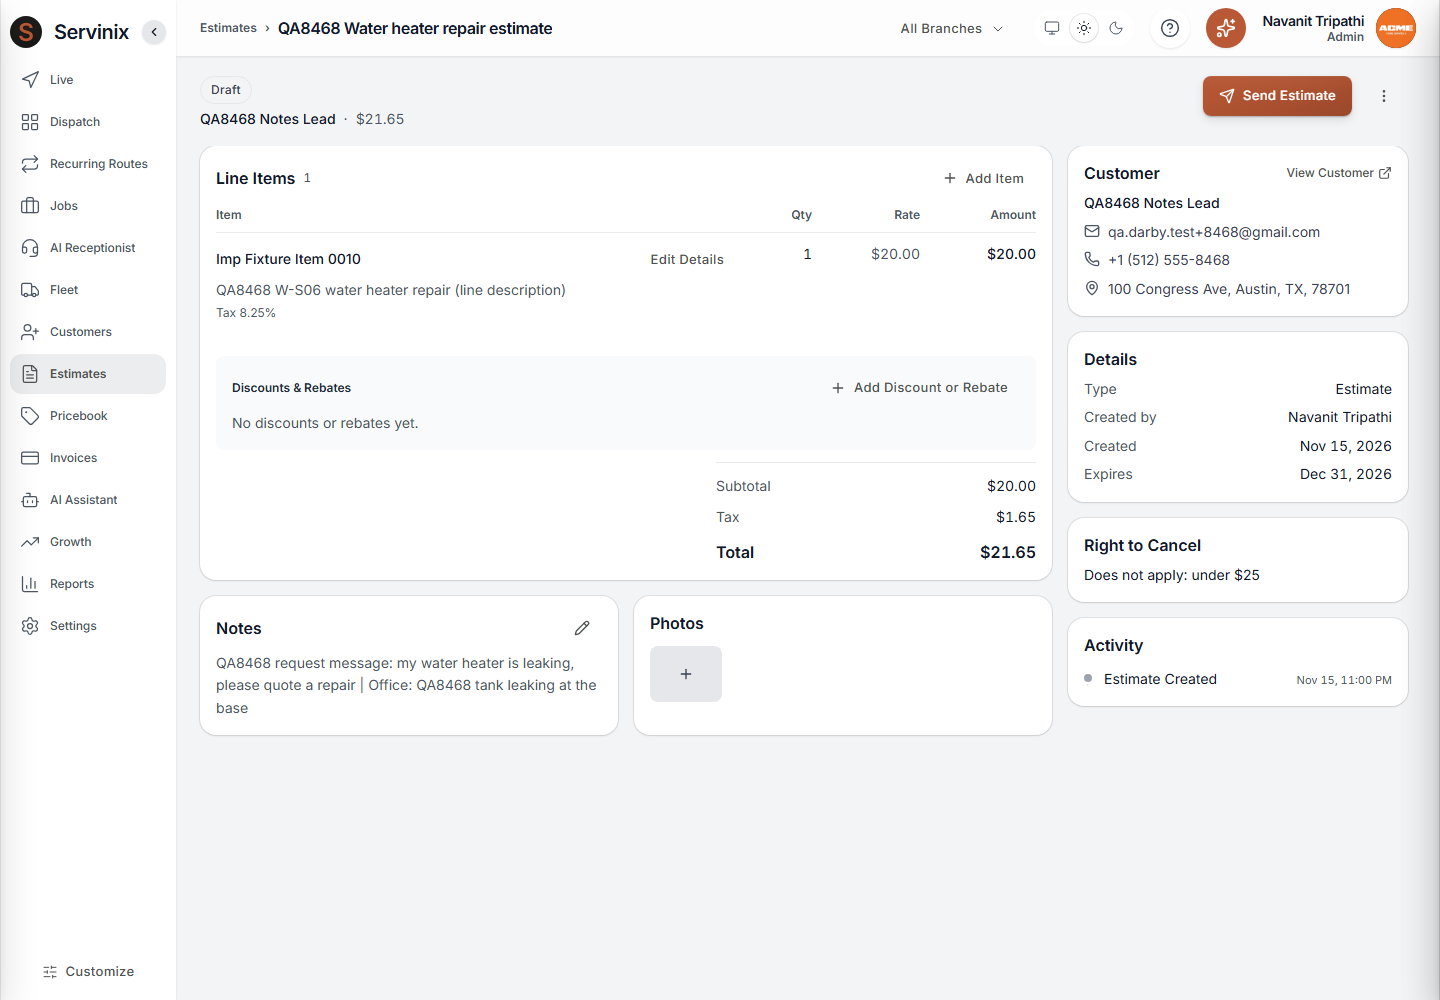 S Servinix
Live
Dispatch
Recurring Routes
Jobs
AI Receptionist
Fleet
Customers
Estimates
Pricebook
Invoices
AI Assistant
Growth
Reports
Settings
Customize
Estimates › QA8468 Water heater repair estimate
All Branches
Navanit Tripathi
Admin
ACME
Draft
QA8468 Notes Lead · $21.65
Send Estimate
Line Items 1
+ Add Item
Item Qty Rate Amount
Imp Fixture Item 0010 Edit Details 1 $20.00 $20.00
QA8468 W-S06 water heater repair (line description)
Tax 8.25%
Discounts & Rebates
+ Add Discount or Rebate
No discounts or rebates yet.
Subtotal $20.00
Tax $1.65
Total $21.65
Notes
QA8468 request message: my water heater is leaking,
please quote a repair | Office: QA8468 tank leaking at the
base
Photos
+
Customer
View Customer
QA8468 Notes Lead
qa.darby.test+8468@gmail.com
+1 (512) 555-8468
100 Congress Ave, Austin, TX, 78701
Details
Type Estimate
Created by Navanit Tripathi
Created Nov 15, 2026
Expires Dec 31, 2026
Right to Cancel
Does not apply: under $25
Activity
Estimate Created Nov 15, 11:00 PM